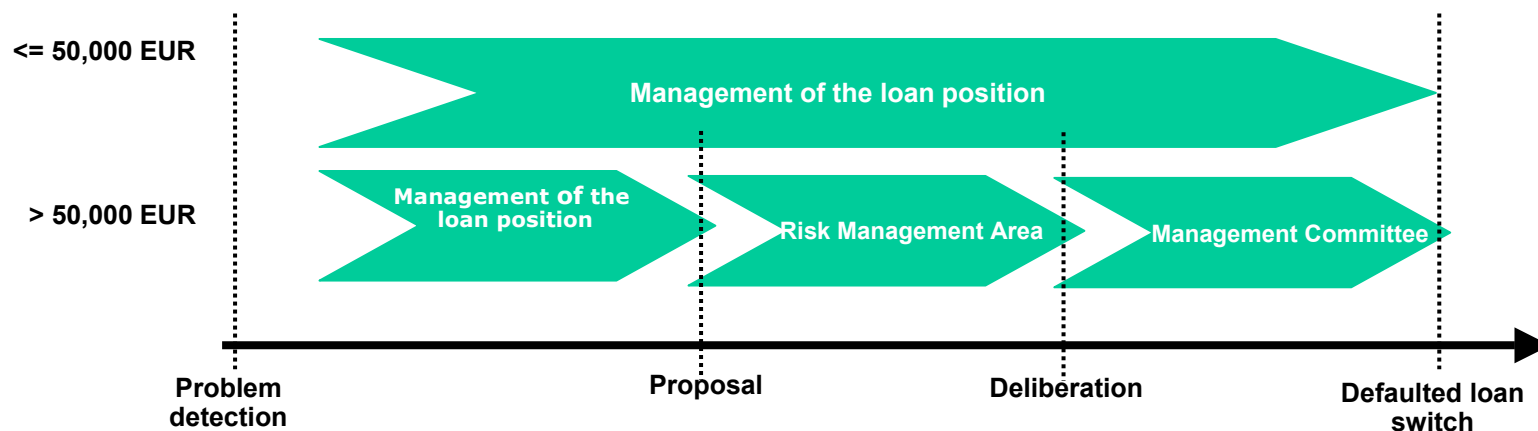 <= 50,000 EUR
Management of the loan position
> 50,000 EUR
Management of the
loan position
Risk Management Area
Management Committee
Problem
detection
Proposal
Deliberation
Defaulted loan
switch